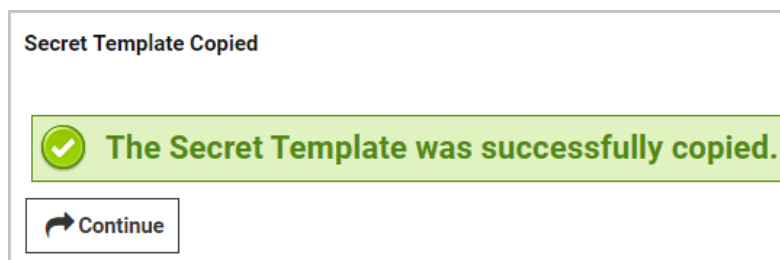 Secret Template Copied
The Secret Template was successfully copied.
Continue